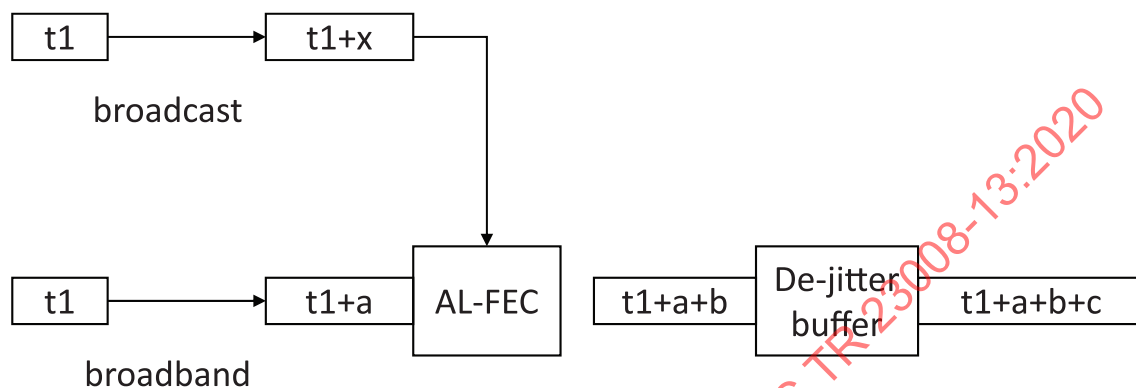 t1
t1+x
broadcast
t1
t1+a
AL-FEC
t1+a+b
De-jitter
buffer
t1+a+b+c
broadband
TR 23008-13:2020